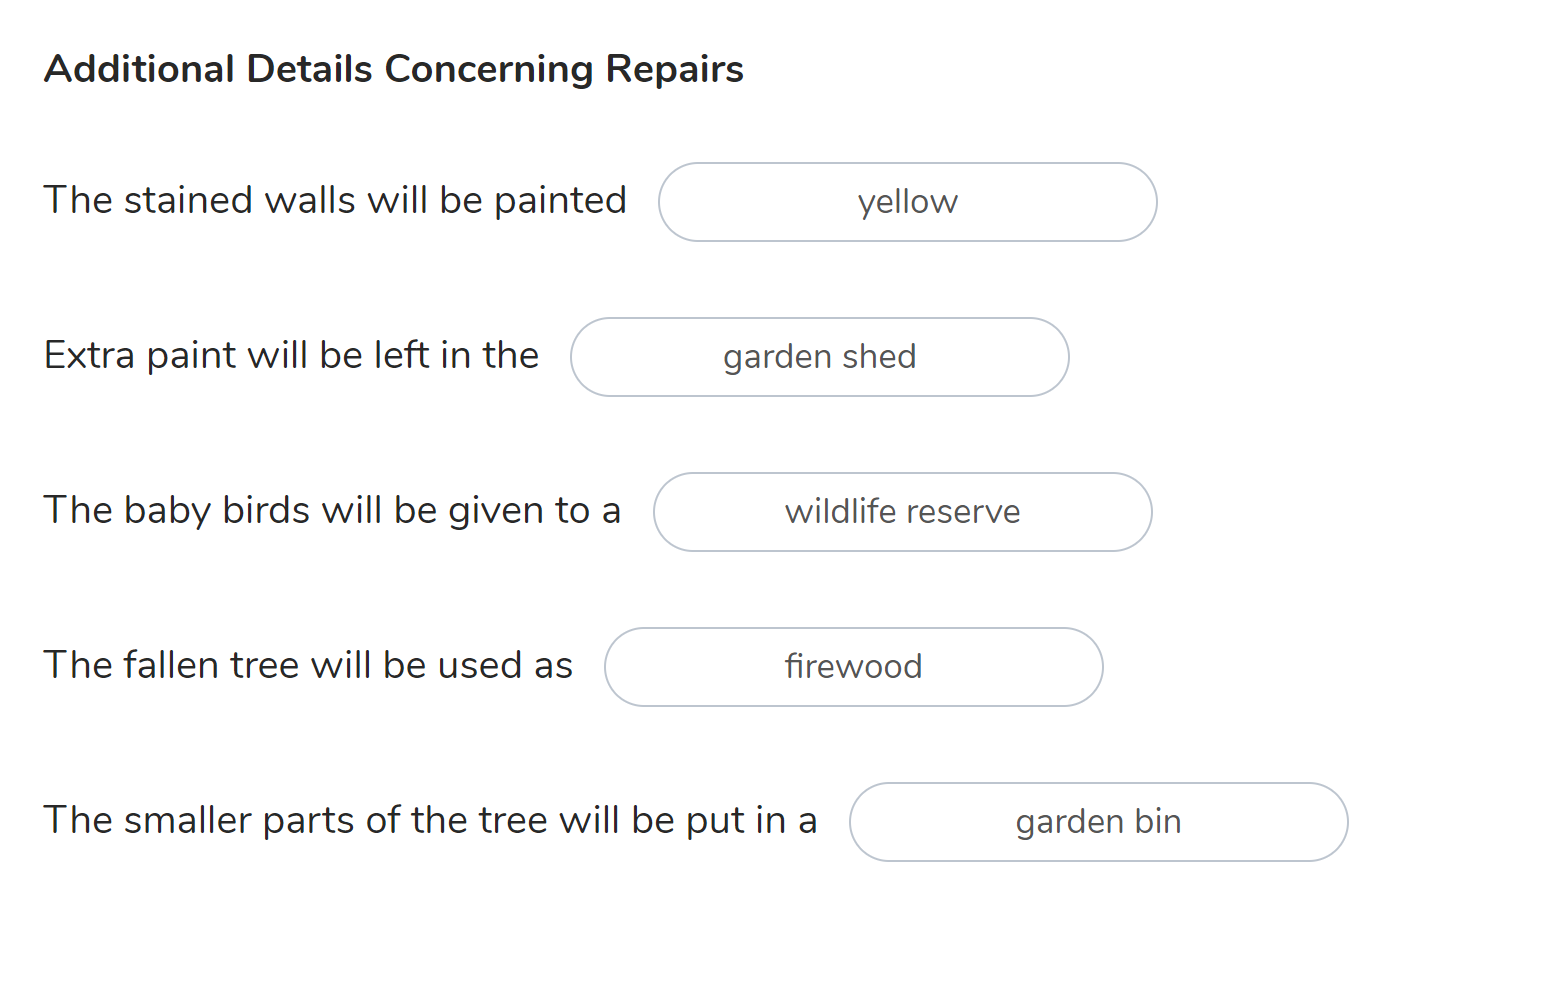 Additional Details Concerning Repairs
The stained walls will be painted yellow
Extra paint will be left in the garden shed
The baby birds will be given to a wildlife reserve
The fallen tree will be used as firewood
The smaller parts of the tree will be put in a garden bin